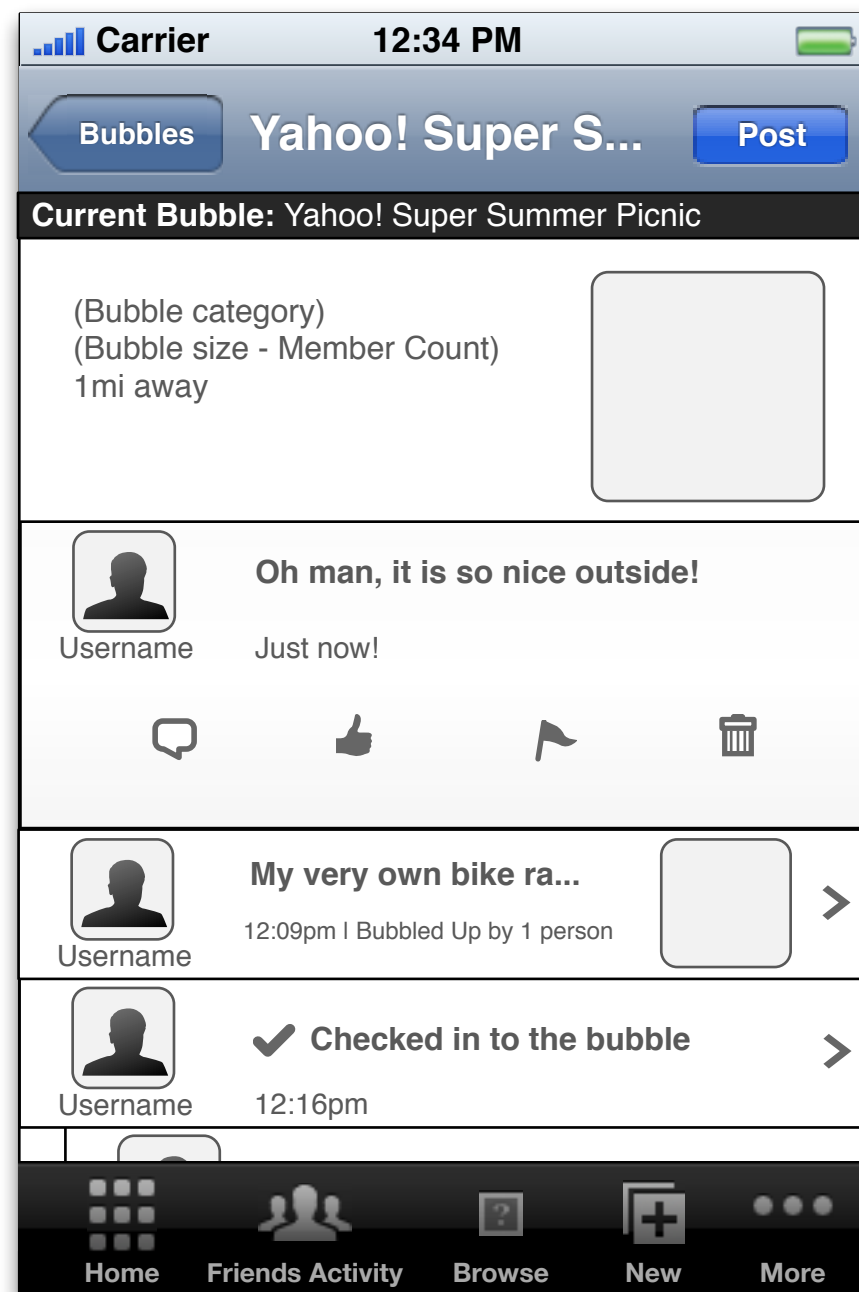 Carrier 12:34 PM
Bubbles Yahoo! Super S... Post
Current Bubble: Yahoo! Super Summer Picnic
(Bubble category)
(Bubble size - Member Count)
1mi away
Oh man, it is so nice outside!
Username Just now!
My very own bike ra...
12:09pm | Bubbled Up by 1 person
Username
Checked in to the bubble
Username 12:16pm
?
Home Friends Activity Browse New More